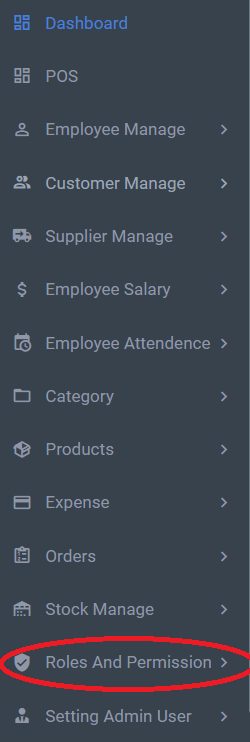 Dashboard
POS
Employee Manage
Customer Manage
Supplier Manage
Employee Salary
Employee Attendence
Category
Products
Expense
Orders
Stock Manage
Roles And Permission
Setting Admin User